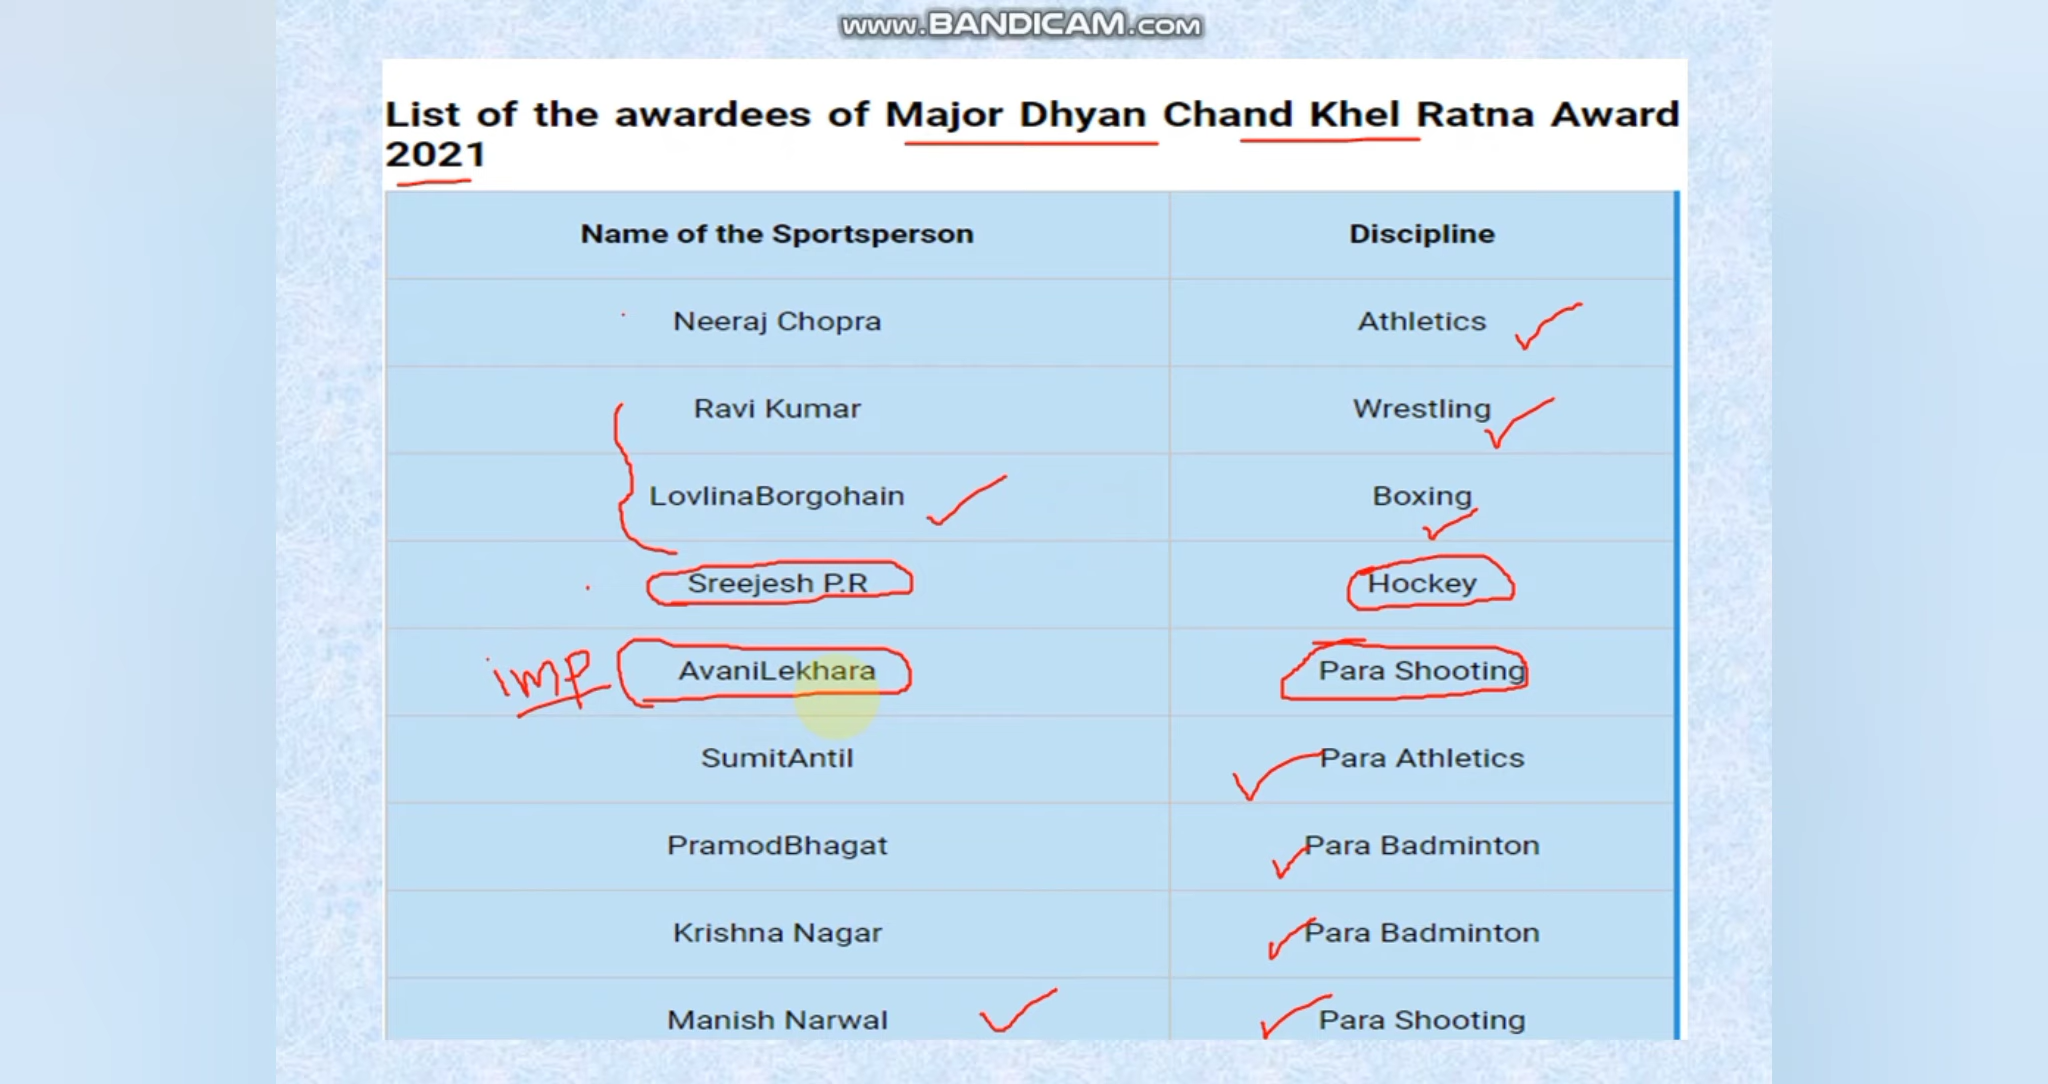 www.BANDICAM.com
List of the awardees of Major Dhyan Chand Khel Ratna Award
2021
Name of the Sportsperson Discipline
Neeraj Chopra Athletics
Ravi Kumar Wrestling
LovlinaBorgohain Boxing
Sreejesh P.R Hockey
imp AvaniLekhara Para Shooting
SumitAntil Para Athletics
PramodBhagat Para Badminton
Krishna Nagar Para Badminton
Manish Narwal Para Shooting